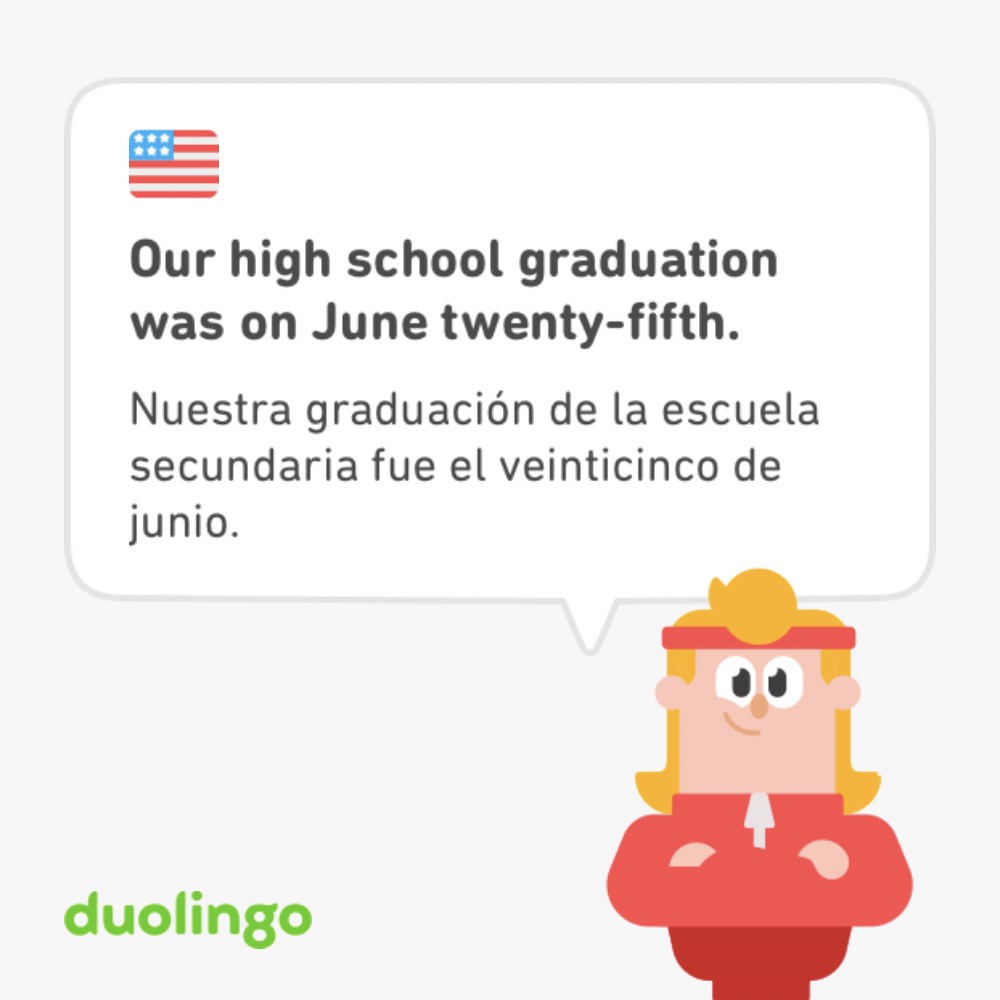 Our high school graduation
was on June twenty-fifth.
Nuestra graduación de la escuela
secundaria fue el veinticinco de
junio.
duolingo